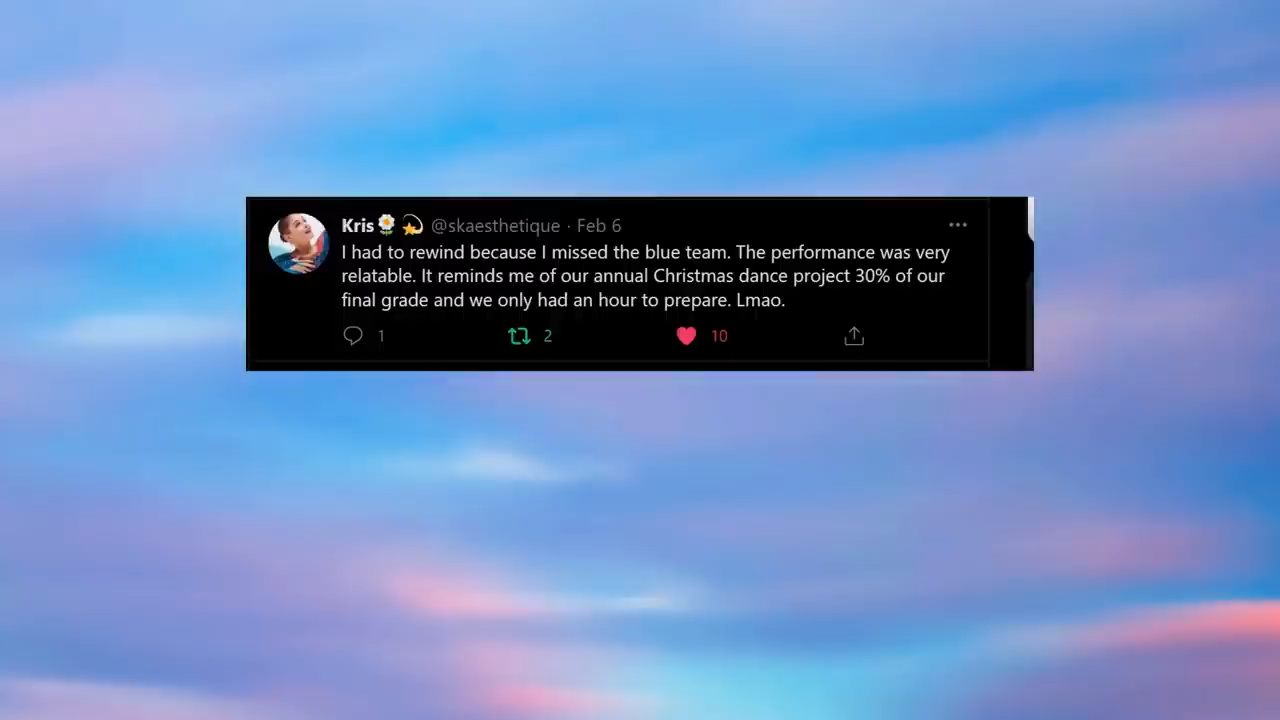 Kris🌼💫 @skaesthetique · Feb 6
I had to rewind because I missed the blue team. The performance was very
relatable. It reminds me of our annual Christmas dance project 30% of our
final grade and we only had an hour to prepare. Lmao.
1 2 10